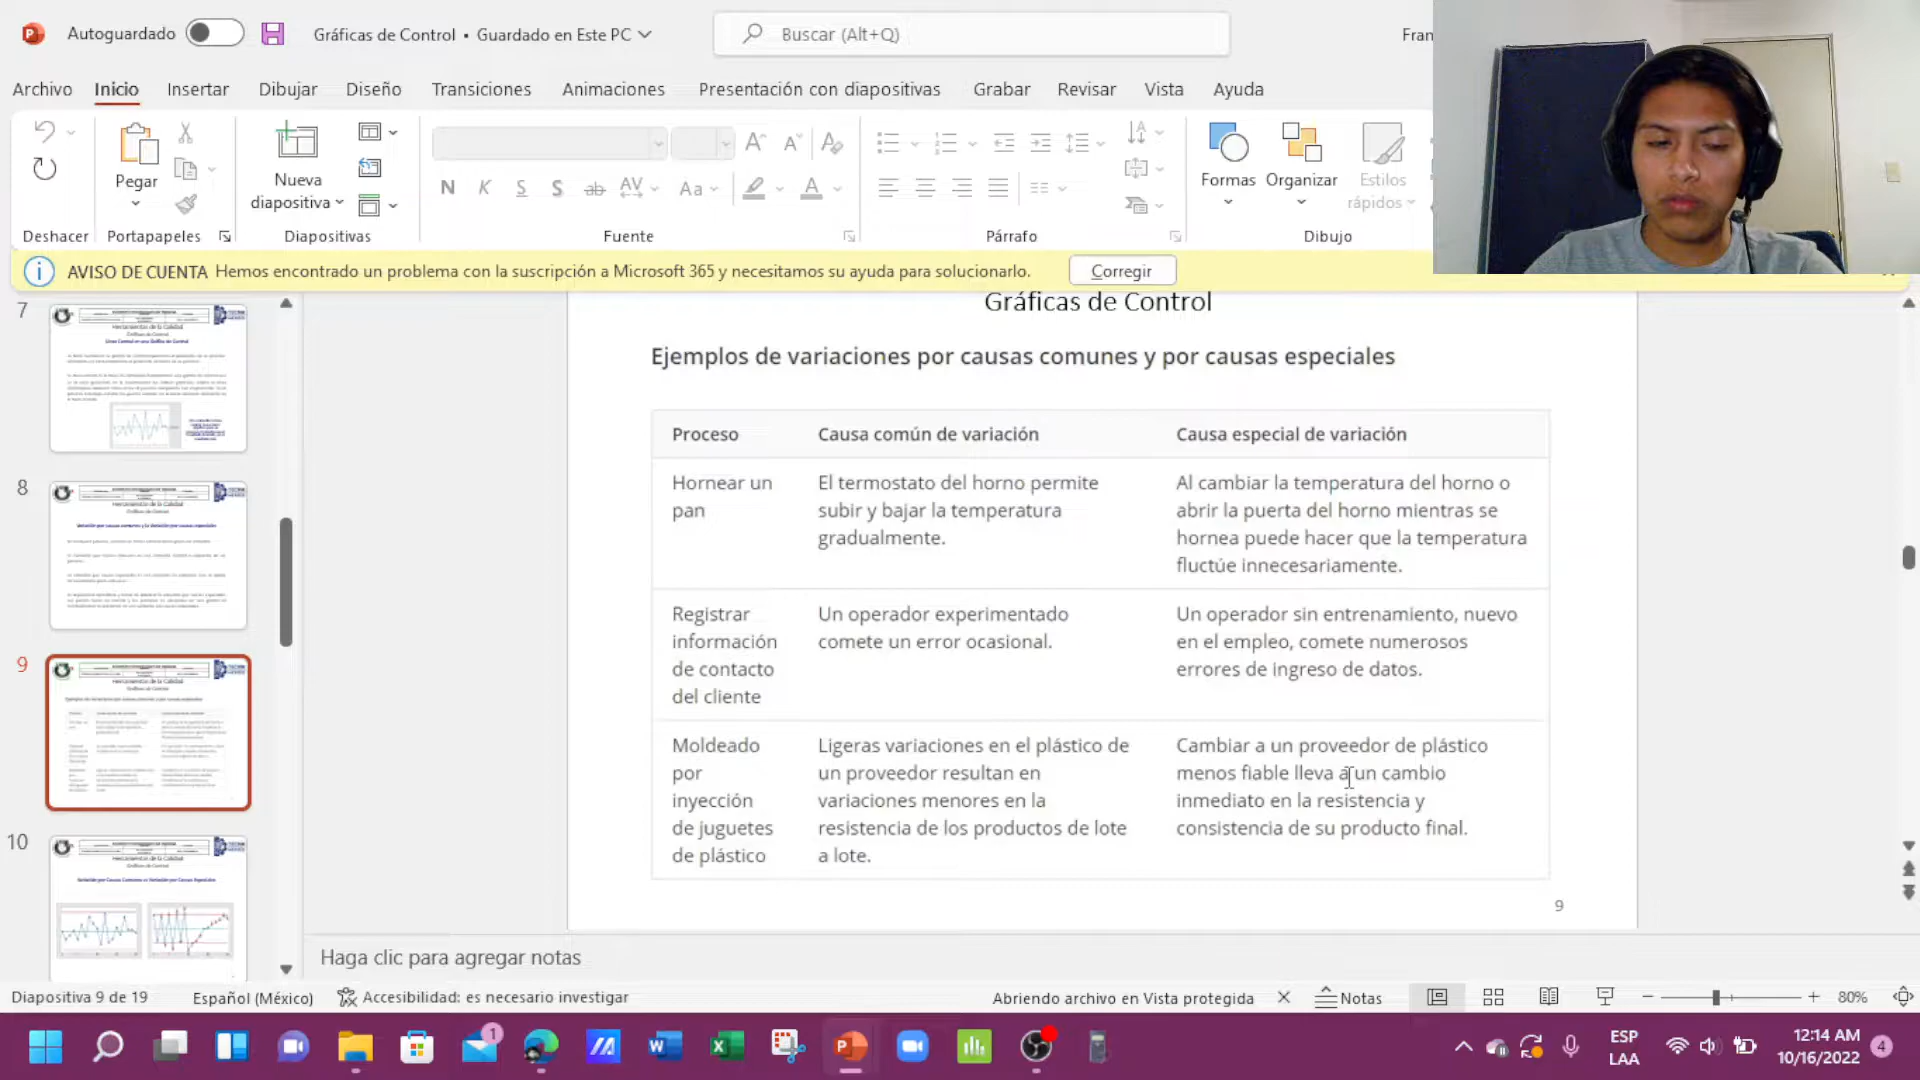 Autoguardado
Gráficas de Control • Guardado en Este PC
Buscar (Alt+Q)
Fran
Archivo Inicio Insertar Dibujar Diseño Transiciones Animaciones Presentación con diapositivas Grabar Revisar Vista Ayuda
Pegar
Nueva
diapositiva
Formas Organizar Estilos
rápidos
Deshacer Portapapeles Diapositivas Fuente Párrafo Dibujo
AVISO DE CUENTA Hemos encontrado un problema con la suscripción a Microsoft 365 y necesitamos su ayuda para solucionarlo. Corregir
Gráficas de Control
Ejemplos de variaciones por causas comunes y por causas especiales
Proceso Causa común de variación Causa especial de variación
Hornear un
pan
El termostato del horno permite
subir y bajar la temperatura
gradualmente.
Al cambiar la temperatura del horno o
abrir la puerta del horno mientras se
hornea puede hacer que la temperatura
fluctúe innecesariamente.
Registrar
información
de contacto
del cliente
Un operador experimentado
comete un error ocasional.
Un operador sin entrenamiento, nuevo
en el empleo, comete numerosos
errores de ingreso de datos.
Moldeado
por
inyección
de juguetes
de plástico
Ligeras variaciones en el plástico de
un proveedor resultan en
variaciones menores en la
resistencia de los productos de lote
a lote.
Cambiar a un proveedor de plástico
menos fiable lleva a un cambio
inmediato en la resistencia y
consistencia de su producto final.
9
7
8
9
10
Haga clic para agregar notas
Diapositiva 9 de 19 Español (México) Accesibilidad: es necesario investigar Abriendo archivo en Vista protegida Notas 80%
1
ESP
LAA
12:14 AM
10/16/2022
4